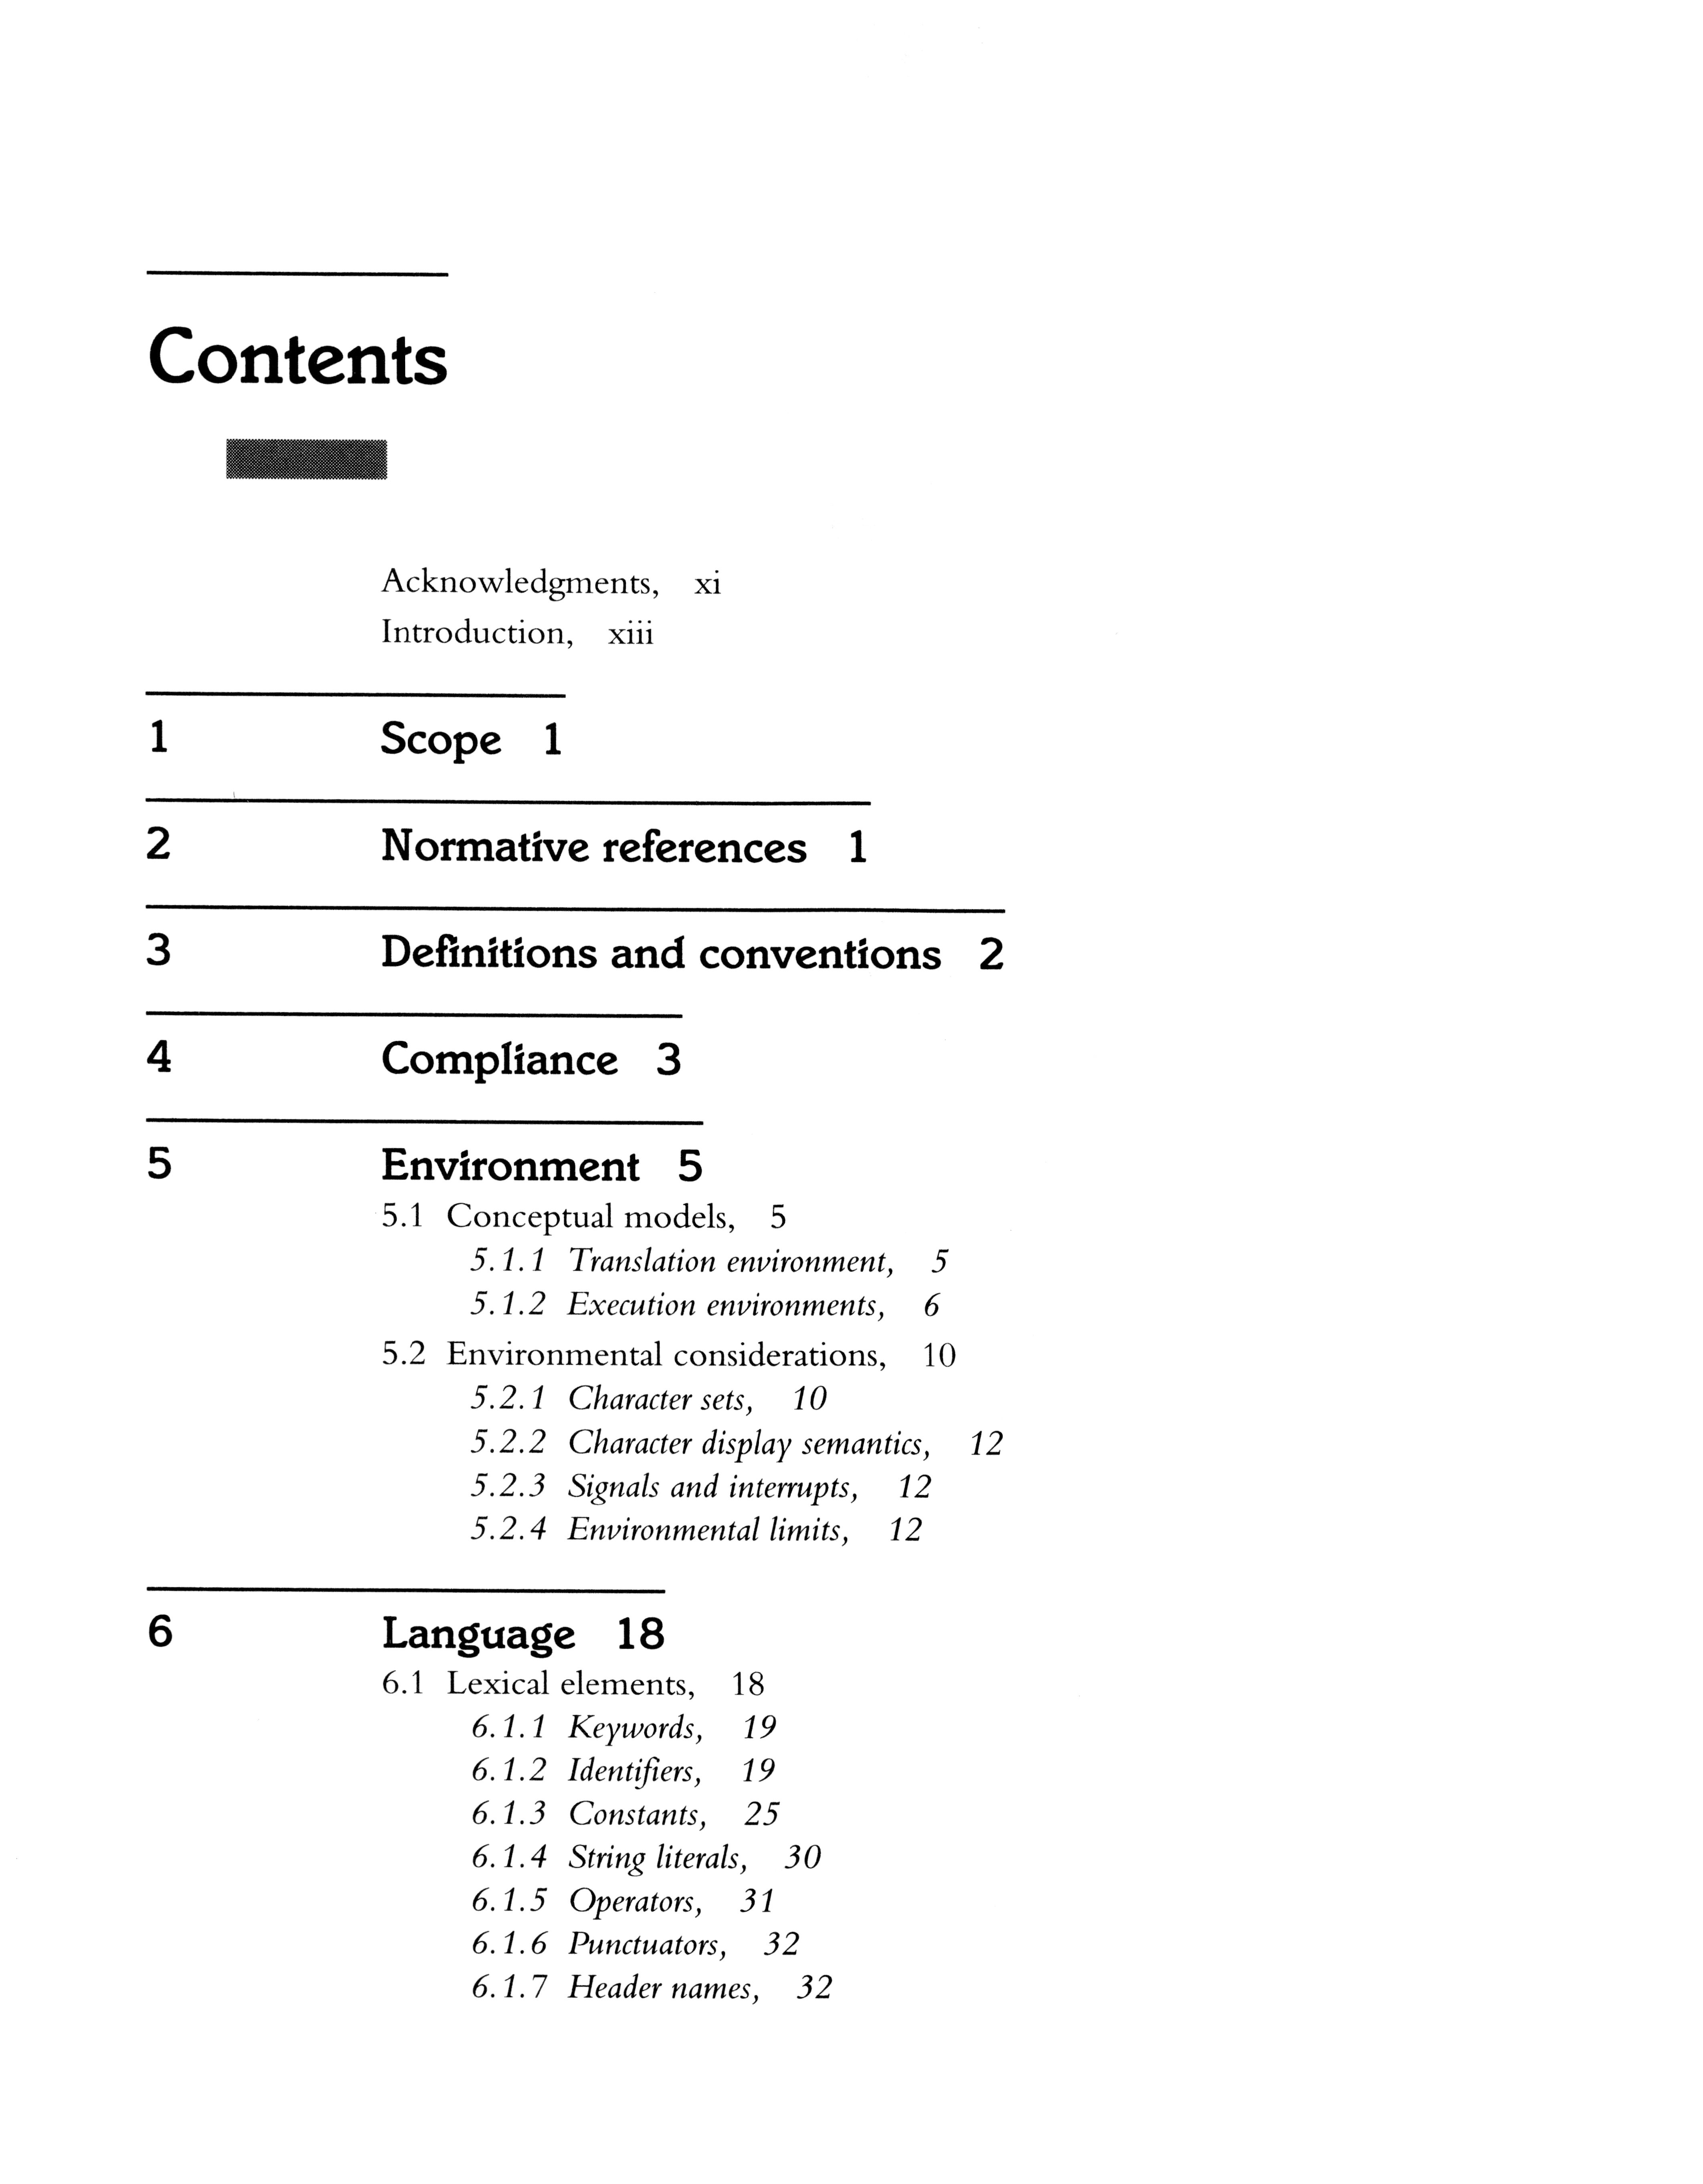 Contents
Acknowledgments, xi
Introduction, xiii
1 Scope 1
2 Normative references 1
3 Definitions and conventions 2
4 Compliance 3
5 Environment 5
5.1 Conceptual models, 5
5.1.1 Translation environment, 5
5.1.2 Execution environments, 6
5.2 Environmental considerations, 10
5.2.1 Character sets, 10
5.2.2 Character display semantics, 12
5.2.3 Signals and interrupts, 12
5.2.4 Environmental limits, 12
6 Language 18
6.1 Lexical elements, 18
6.1.1 Keywords, 19
6.1.2 Identifiers, 19
6.1.3 Constants, 25
6.1.4 String literals, 30
6.1.5 Operators, 31
6.1.6 Punctuators, 32
6.1.7 Header names, 32